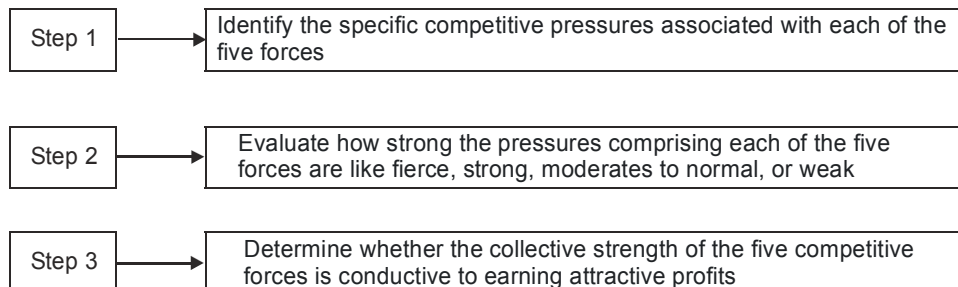 Step 1
Identify the specific competitive pressures associated with each of the
five forces
Step 2
Evaluate how strong the pressures comprising each of the five
forces are like fierce, strong, moderates to normal, or weak
Step 3
Determine whether the collective strength of the five competitive
forces is conductive to earning attractive profits